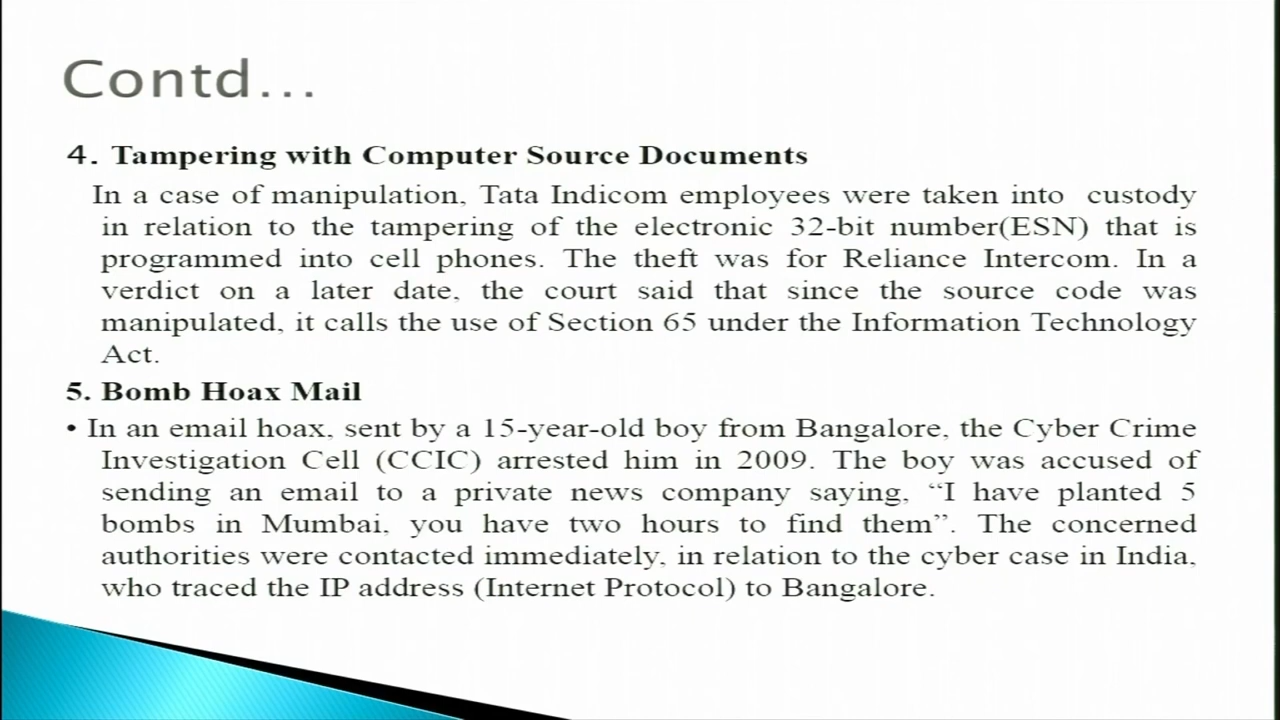 Contd...
4. Tampering with Computer Source Documents
In a case of manipulation, Tata Indicom employees were taken into custody
in relation to the tampering of the electronic 32-bit number(ESN) that is
programmed into cell phones. The theft was for Reliance Intercom. In a
verdict on a later date, the court said that since the source code was
manipulated, it calls the use of Section 65 under the Information Technology
Act.
5. Bomb Hoax Mail
• In an email hoax, sent by a 15-year-old boy from Bangalore, the Cyber Crime
Investigation Cell (CCIC) arrested him in 2009. The boy was accused of
sending an email to a private news company saying, “I have planted 5
bombs in Mumbai, you have two hours to find them”. The concerned
authorities were contacted immediately, in relation to the cyber case in India,
who traced the IP address (Internet Protocol) to Bangalore.